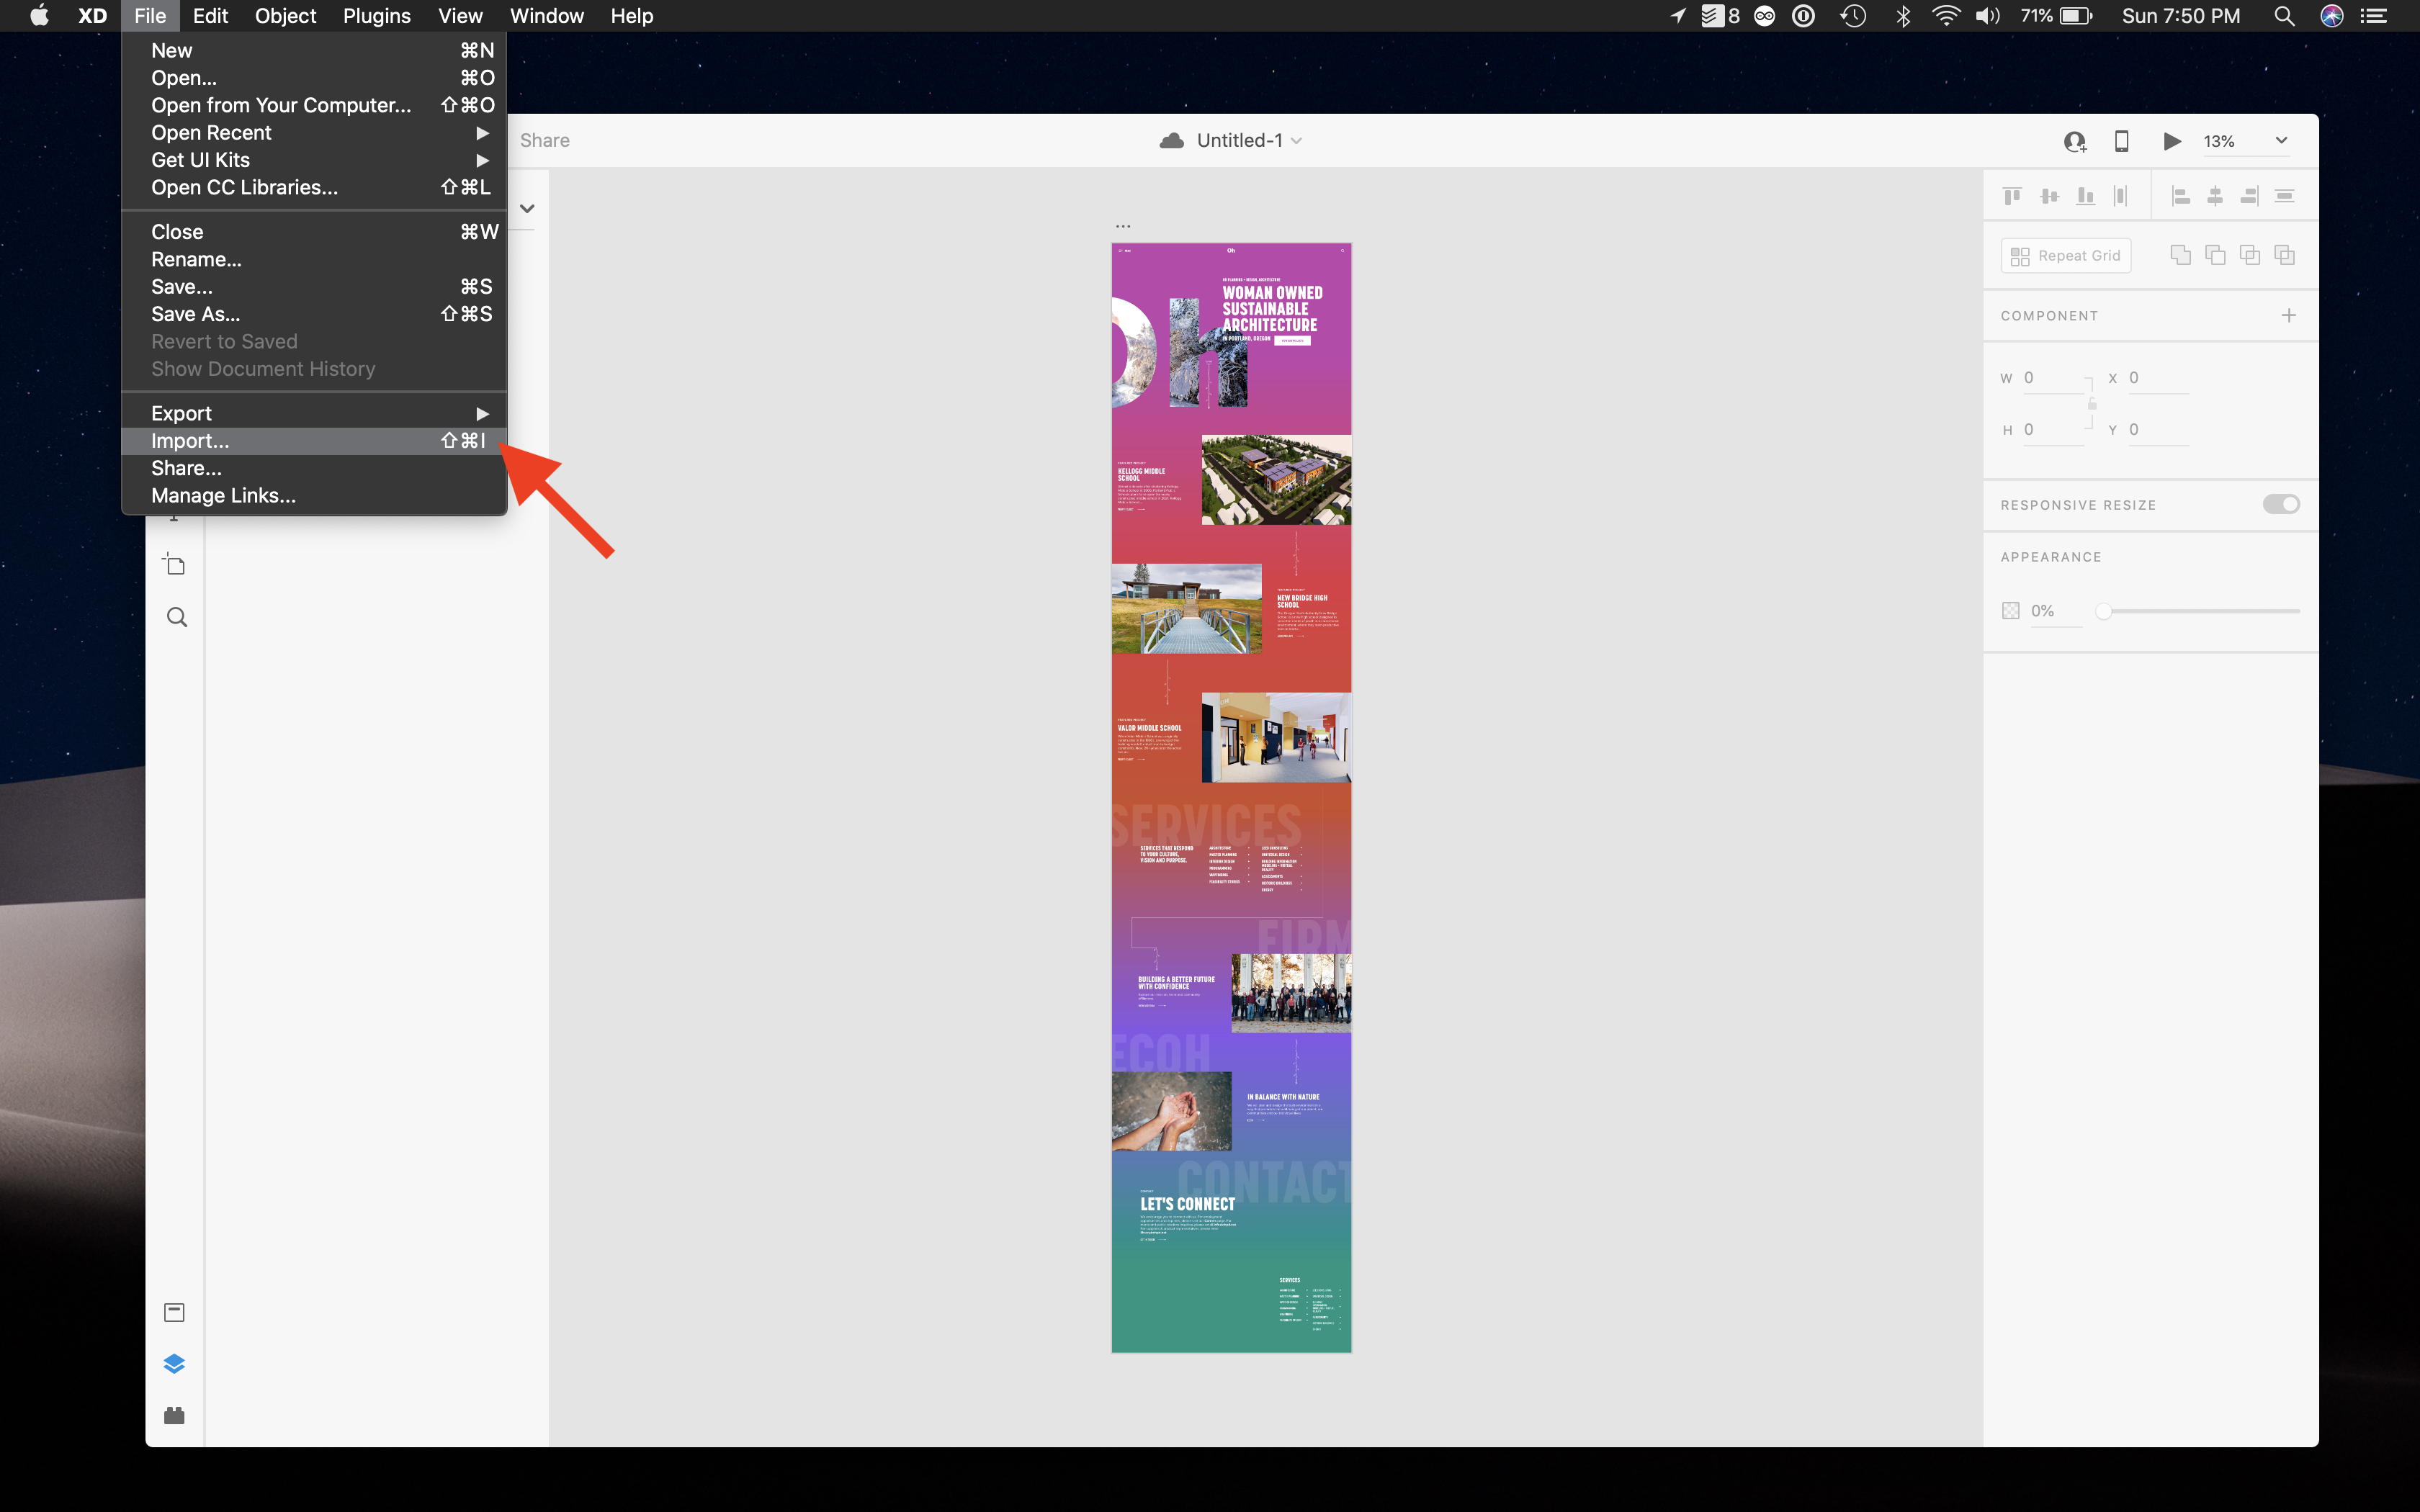 XD File Edit Object Plugins View Window Help
8 71% Sun 7:50 PM
New ⌘N
Open... ⌘O
Open from Your Computer... ⇧⌘O
Open Recent ▶
Get UI Kits ▶
Open CC Libraries... ⇧⌘L
Close ⌘W
Rename...
Save... ⌘S
Save As... ⇧⌘S
Revert to Saved
Show Document History
Export ▶
Import... ⇧⌘I
Share...
Manage Links...
Share
Untitled-1
13%
Repeat Grid
COMPONENT
W 0 X 0
H 0 Y 0
RESPONSIVE RESIZE
APPEARANCE
0%
...
Oh
WOMAN OWNED
SUSTAINABLE
ARCHITECTURE
IN PORTLAND, OREGON
Oh
KELLOGG MIDDLE
SCHOOL
NEW BRIDGE HIGH
SCHOOL
VALOR MIDDLE SCHOOL
SERVICES
SERVICES THAT RESPOND
TO YOUR CULTURE,
VISION AND PURPOSE.
FIRM
BUILDING A BETTER FUTURE
WITH CONFIDENCE
ECOH
IN BALANCE WITH NATURE
CONTACT
LET'S CONNECT
SERVICES